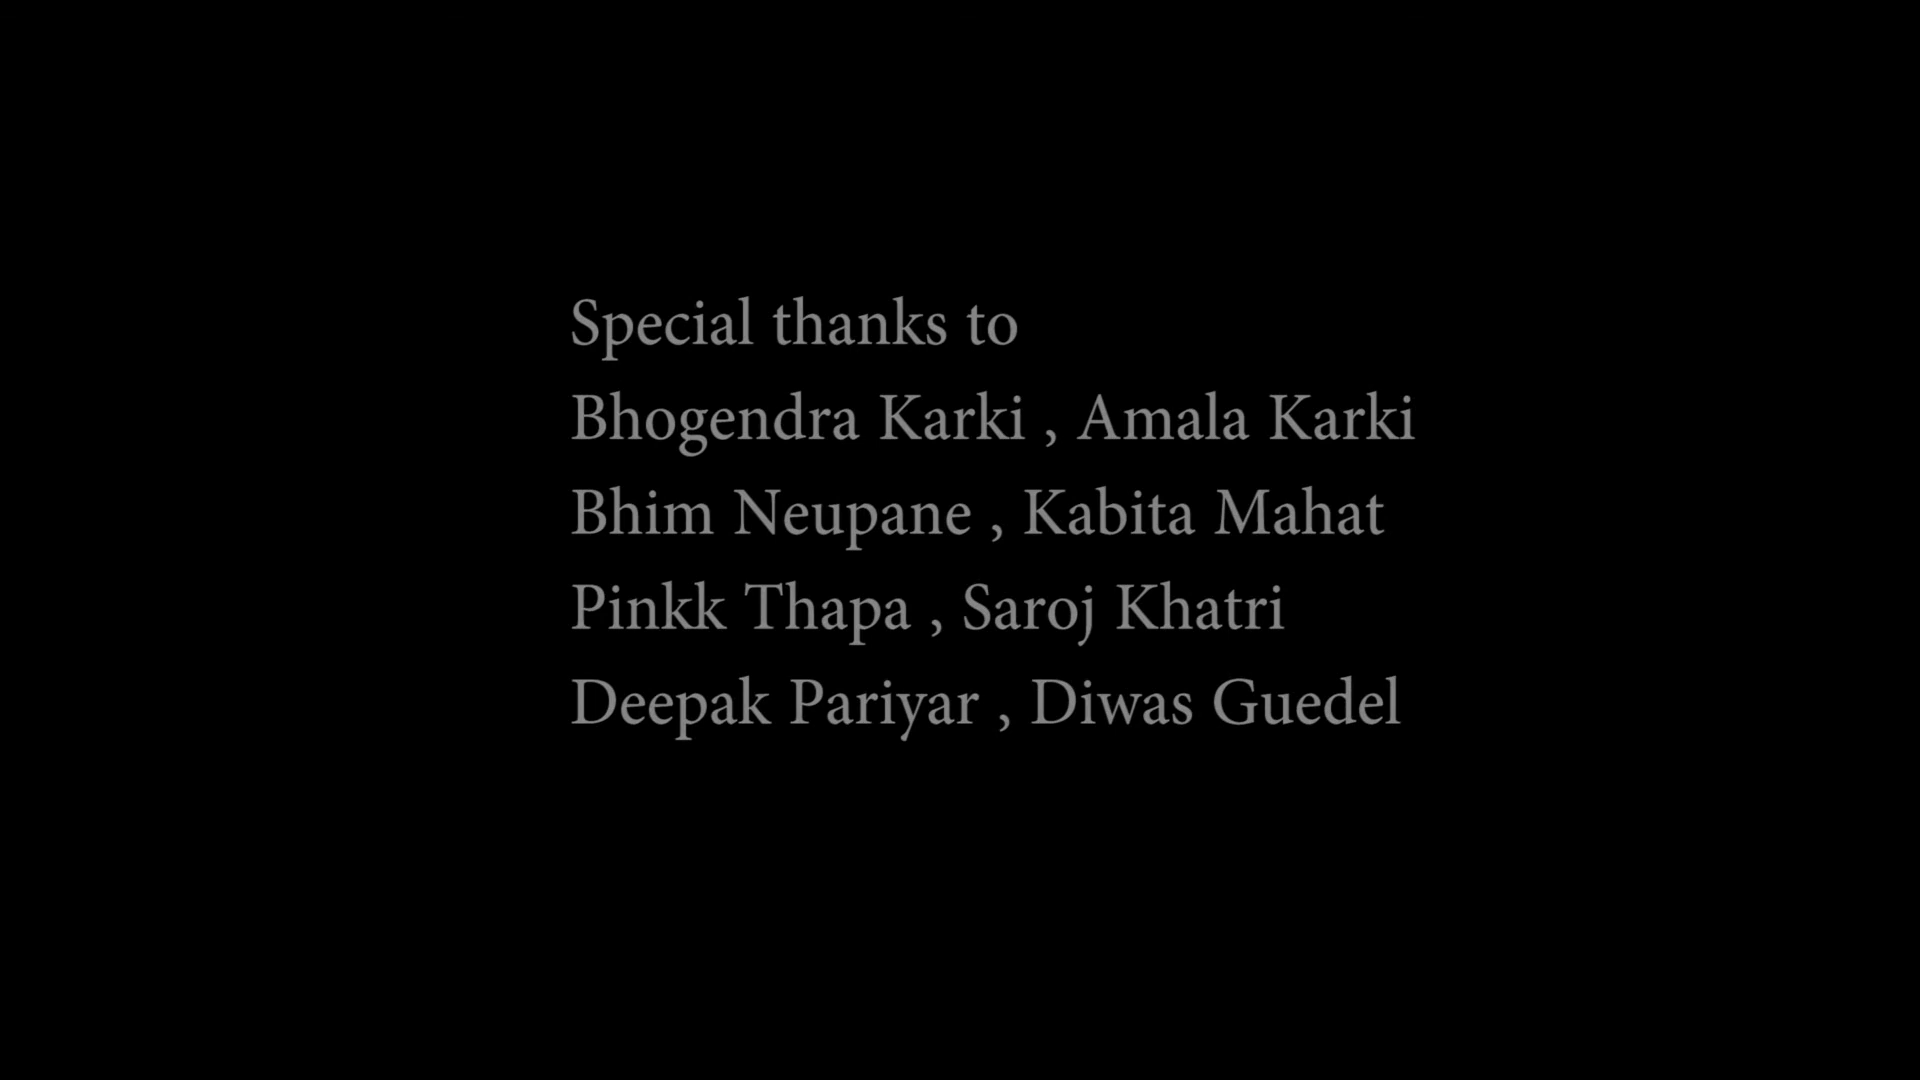 Special thanks to
Bhogendra Karki , Amala Karki
Bhim Neupane , Kabita Mahat
Pinkk Thapa , Saroj Khatri
Deepak Pariyar , Diwas Guedel